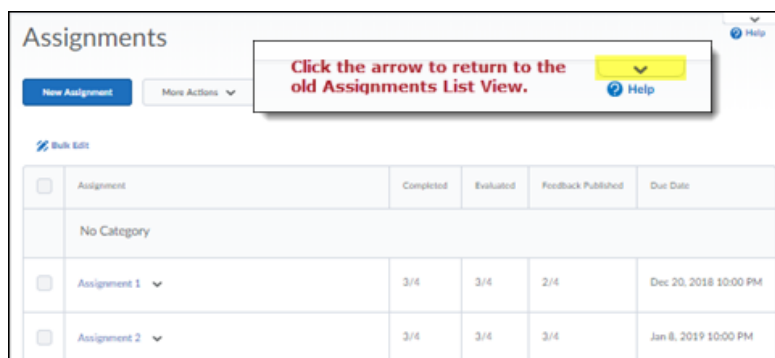 Assignments
Help
Click the arrow to return to the
old Assignments List View.
Help
New Assignment
More Actions
Bulk Edit
Assignment Completed Evaluated Feedback Published Due Date
No Category
Assignment 1 3/4 3/4 2/4 Dec 20, 2018 10:00 PM
Assignment 2 3/4 3/4 3/4 Jan 8, 2019 10:00 PM